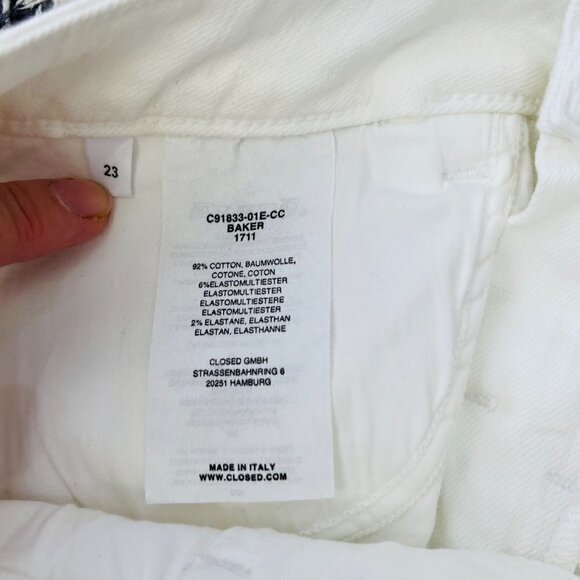 23
C91833-01E-CC
BAKER
1711
92% COTTON, BAUMWOLLE,
COTONE, COTON
6%ELASTOMULTIESTER
ELASTOMULTIESTER
ELASTOMULTIESTERE
ELASTOMULTIESTER
2% ELASTANE, ELASTHAN
ELASTAN, ELASTHANNE
CLOSED GMBH
STRASSENBAHNRING 6
20251 HAMBURG
MADE IN ITALY
WWW.CLOSED.COM